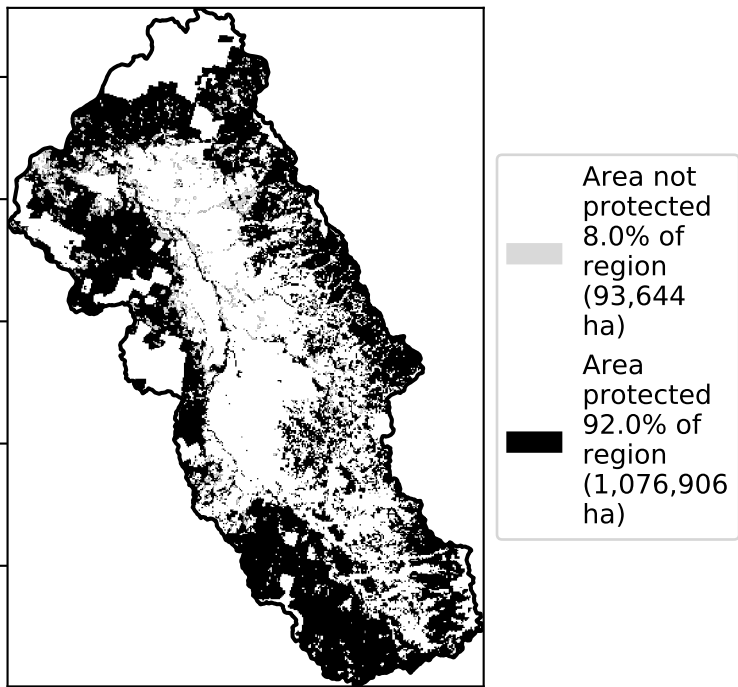 Area not
protected
8.0% of
region
(93,644
ha)
Area
protected
92.0% of
region
(1,076,906
ha)